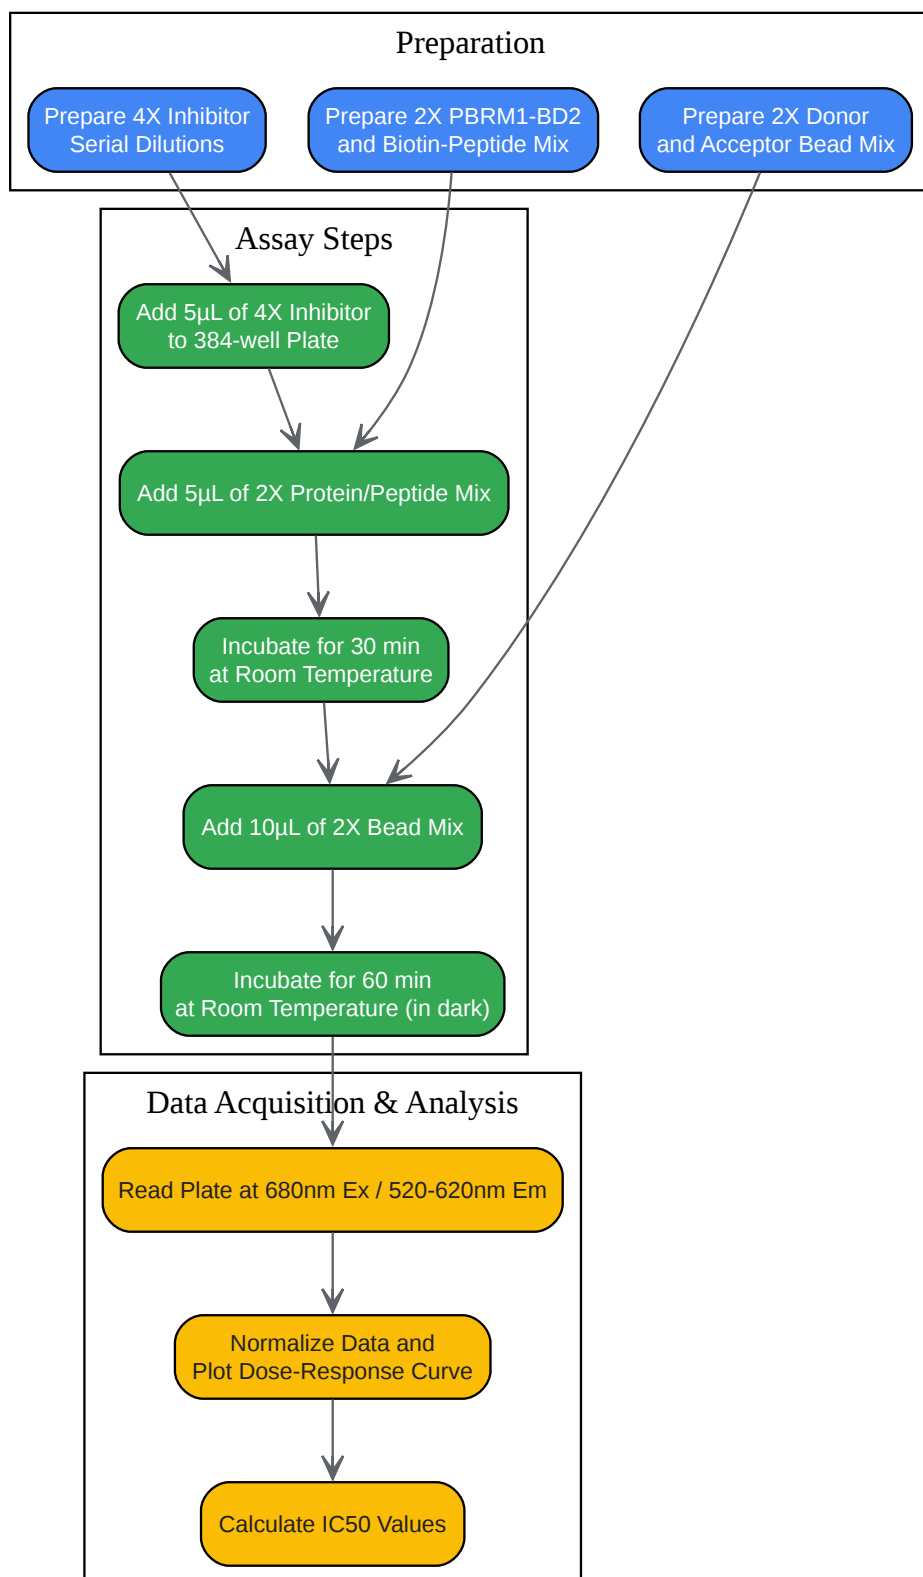 Preparation
Prepare 4X Inhibitor
Serial Dilutions
Prepare 2X PBRM1-BD2
and Biotin-Peptide Mix
Prepare 2X Donor
and Acceptor Bead Mix
Assay Steps
Add 5µL of 4X Inhibitor
to 384-well Plate
Add 5µL of 2X Protein/Peptide Mix
Incubate for 30 min
at Room Temperature
Add 10µL of 2X Bead Mix
Incubate for 60 min
at Room Temperature (in dark)
Data Acquisition & Analysis
Read Plate at 680nm Ex / 520-620nm Em
Normalize Data and
Plot Dose-Response Curve
Calculate IC50 Values